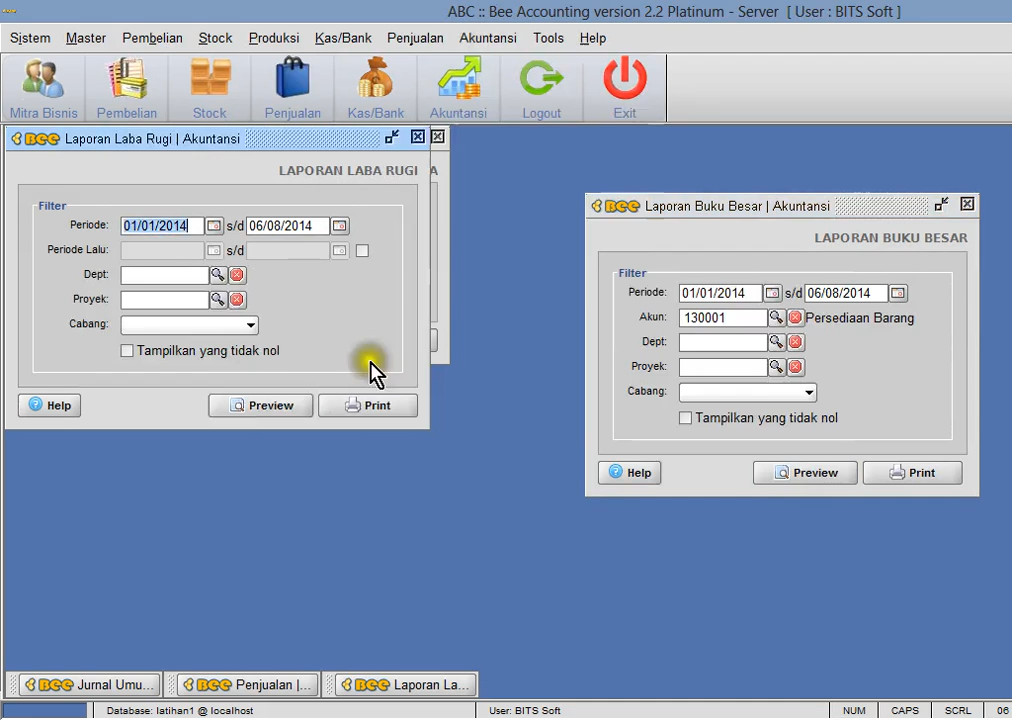 ABC :: Bee Accounting version 2.2 Platinum - Server [ User : BITS Soft ]
Sistem Master Pembelian Stock Produksi Kas/Bank Penjualan Akuntansi Tools Help
Mitra Bisnis Pembelian Stock Penjualan Kas/Bank Akuntansi Logout Exit
Bee Laporan Laba Rugi | Akuntansi
LAPORAN LABA RUGI
A
Filter
Periode: 01/01/2014 s/d 06/08/2014
Periode Lalu: s/d
Dept:
Proyek:
Cabang:
Tampilkan yang tidak nol
Help Preview Print
Bee Laporan Buku Besar | Akuntansi
LAPORAN BUKU BESAR
Filter
Periode: 01/01/2014 s/d 06/08/2014
Akun: 130001 Persediaan Barang
Dept:
Proyek:
Cabang:
Tampilkan yang tidak nol
Help Preview Print
Bee Jurnal Umu... Bee Penjualan |... Bee Laporan La...
Database: latihan1 @ localhost User: BITS Soft NUM CAPS SCRL 06